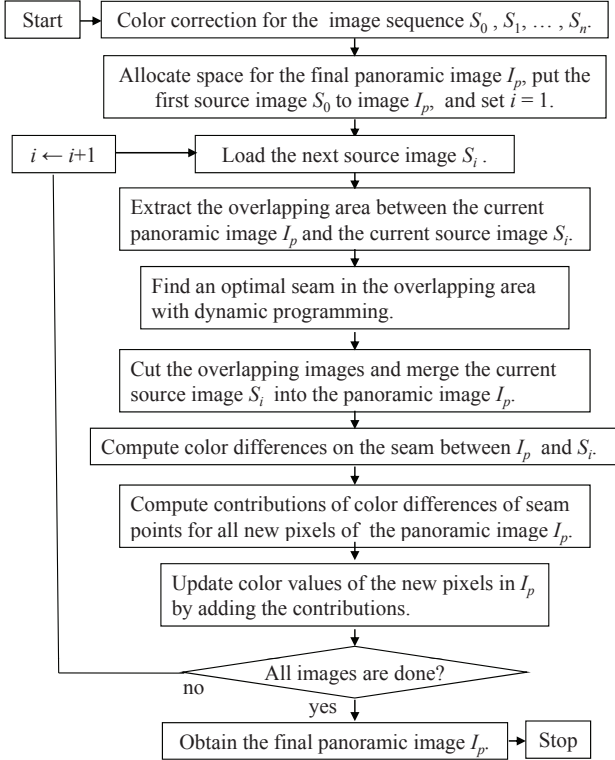 Start
Color correction for the image sequence S₀ , S₁, … , Sₙ.
Allocate space for the final panoramic image Iₚ, put the
first source image S₀ to image Iₚ, and set i = 1.
i ← i+1
Load the next source image Sᵢ .
Extract the overlapping area between the current
panoramic image Iₚ and the current source image Sᵢ.
Find an optimal seam in the overlapping area
with dynamic programming.
Cut the overlapping images and merge the current
source image Sᵢ into the panoramic image Iₚ.
Compute color differences on the seam between Iₚ and Sᵢ.
Compute contributions of color differences of seam
points for all new pixels of the panoramic image Iₚ.
Update color values of the new pixels in Iₚ
by adding the contributions.
All images are done?
no
yes
Obtain the final panoramic image Iₚ.
Stop